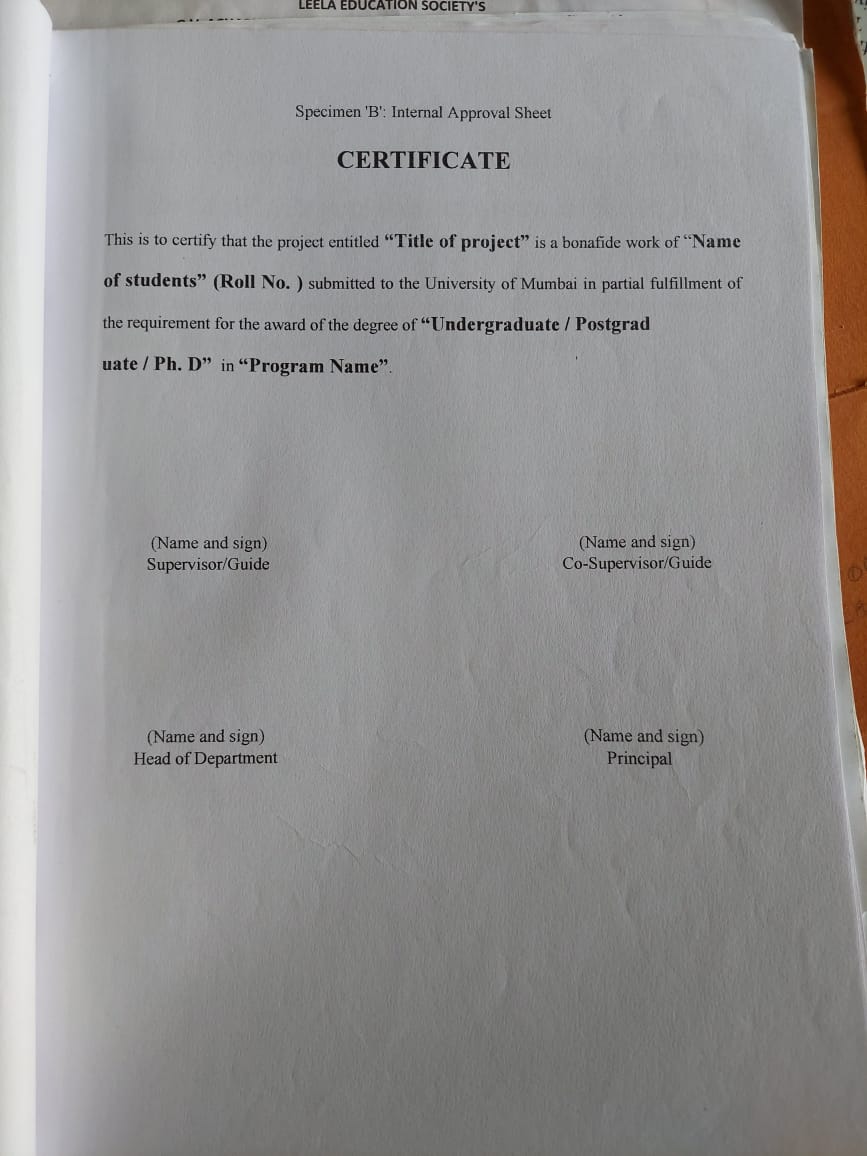 LEELA EDUCATION SOCIETY'S
Specimen 'B': Internal Approval Sheet
CERTIFICATE
This is to certify that the project entitled “Title of project” is a bonafide work of “Name
of students” (Roll No. ) submitted to the University of Mumbai in partial fulfillment of
the requirement for the award of the degree of “Undergraduate / Postgrad
uate / Ph. D” in “Program Name”.
(Name and sign) (Name and sign)
Supervisor/Guide Co-Supervisor/Guide
(Name and sign) (Name and sign)
Head of Department Principal